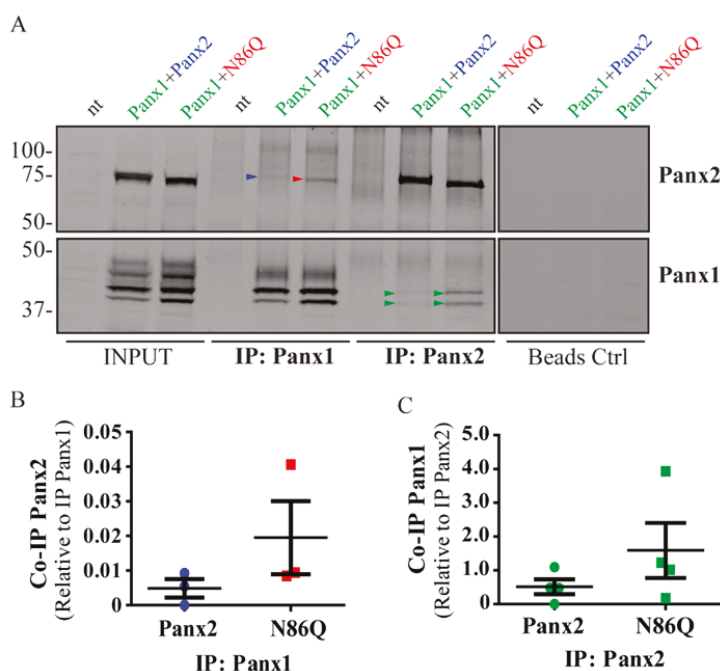 A
nt Panx1+Panx2 Panx1+N86Q nt Panx1+Panx2 Panx1+N86Q nt Panx1+Panx2 Panx1+N86Q nt Panx1+Panx2 Panx1+N86Q
100-
75-
50-
Panx2
50-
37-
Panx1
INPUT IP: Panx1 IP: Panx2 Beads Ctrl
B
Co-IP Panx2
(Relative to IP Panx1)
0.05
0.04
0.03
0.02
0.01
0
Panx2 N86Q
IP: Panx1
C
Co-IP Panx1
(Relative to IP Panx2)
5.0
4.0
3.0
2.0
1.0
0.0
Panx2 N86Q
IP: Panx2